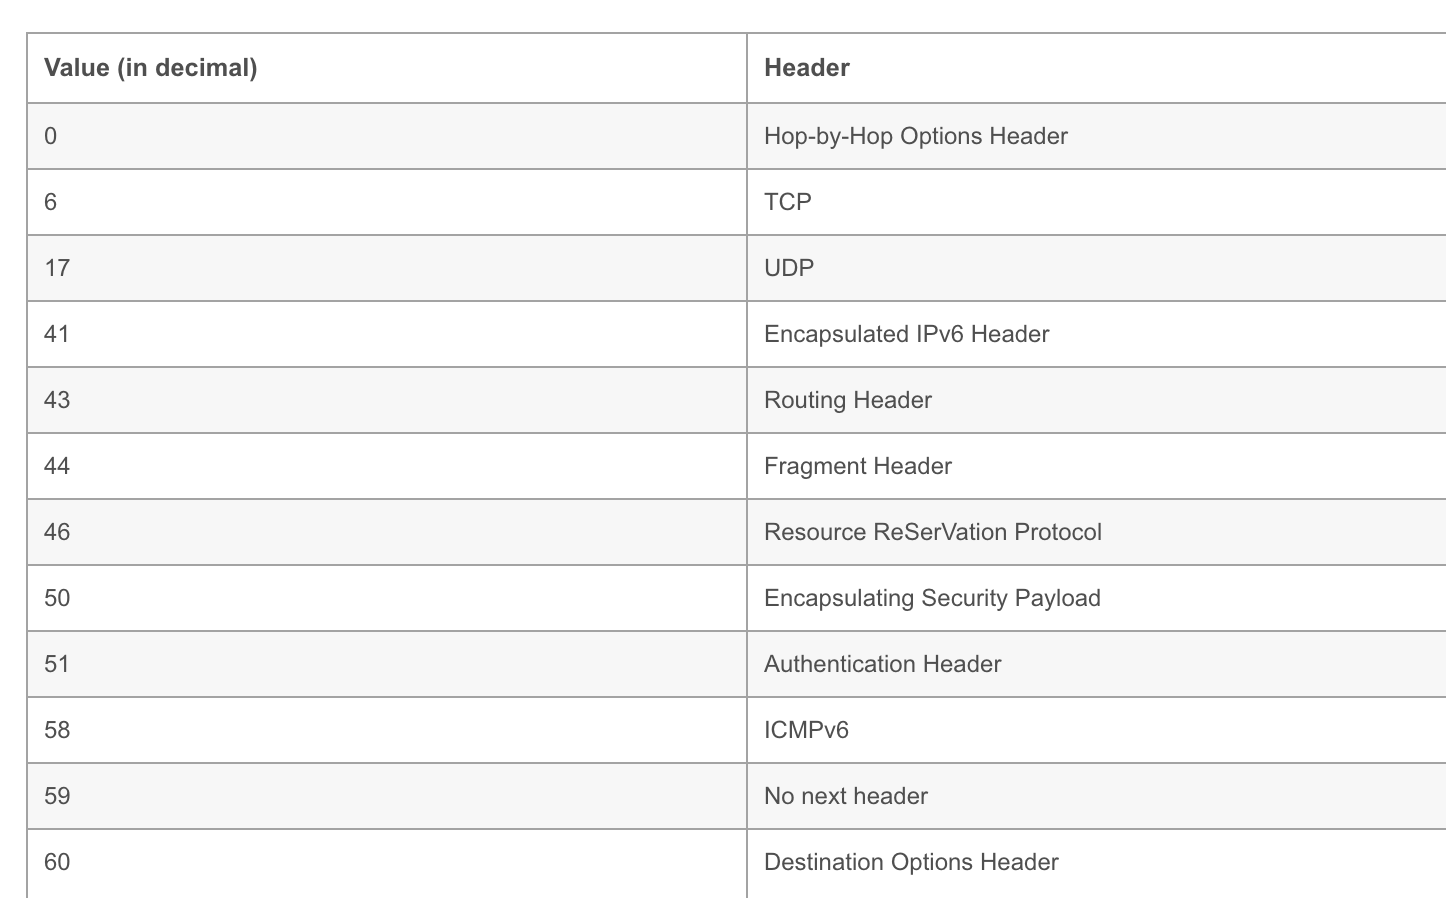 Value (in decimal) Header
0 Hop-by-Hop Options Header
6 TCP
17 UDP
41 Encapsulated IPv6 Header
43 Routing Header
44 Fragment Header
46 Resource ReSerVation Protocol
50 Encapsulating Security Payload
51 Authentication Header
58 ICMPv6
59 No next header
60 Destination Options Header